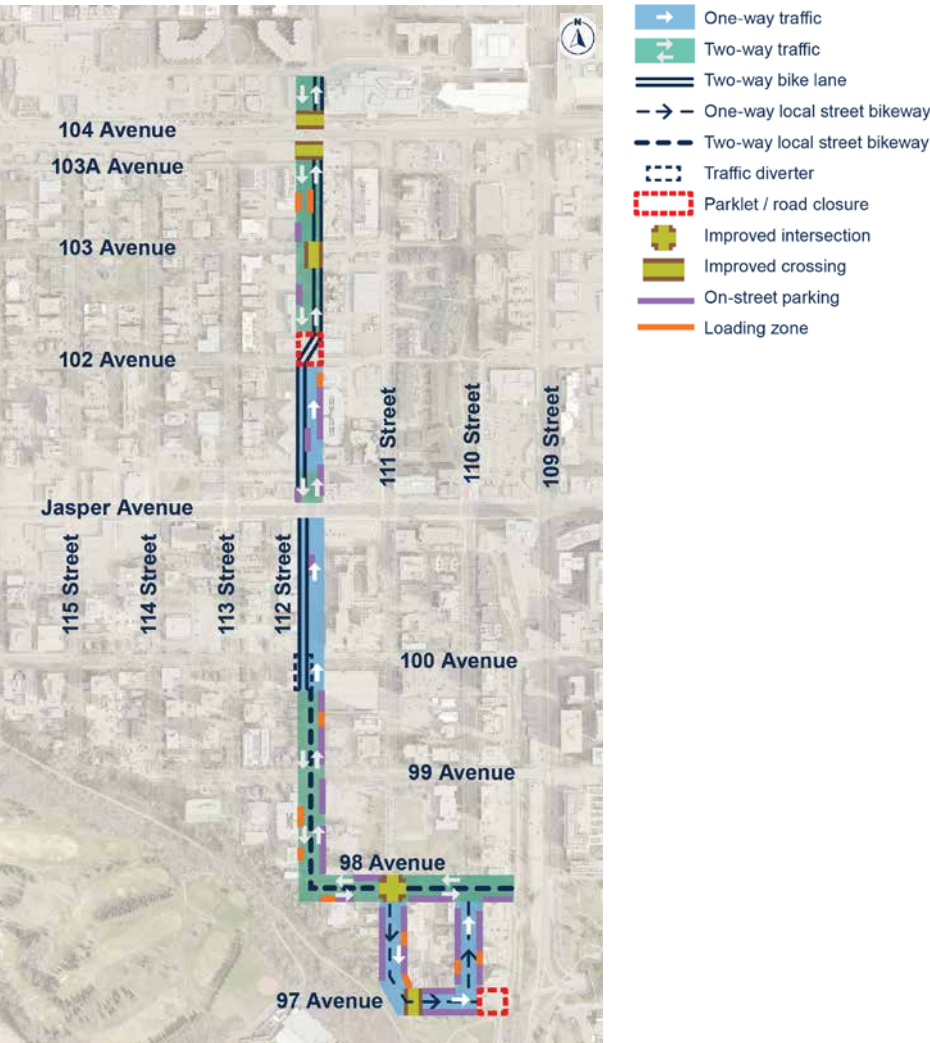 N
104 Avenue
103A Avenue
103 Avenue
102 Avenue
111 Street
110 Street
109 Street
Jasper Avenue
115 Street
114 Street
113 Street
112 Street
100 Avenue
99 Avenue
98 Avenue
97 Avenue
One-way traffic
Two-way traffic
Two-way bike lane
One-way local street bikeway
Two-way local street bikeway
Traffic diverter
Parklet / road closure
Improved intersection
Improved crossing
On-street parking
Loading zone